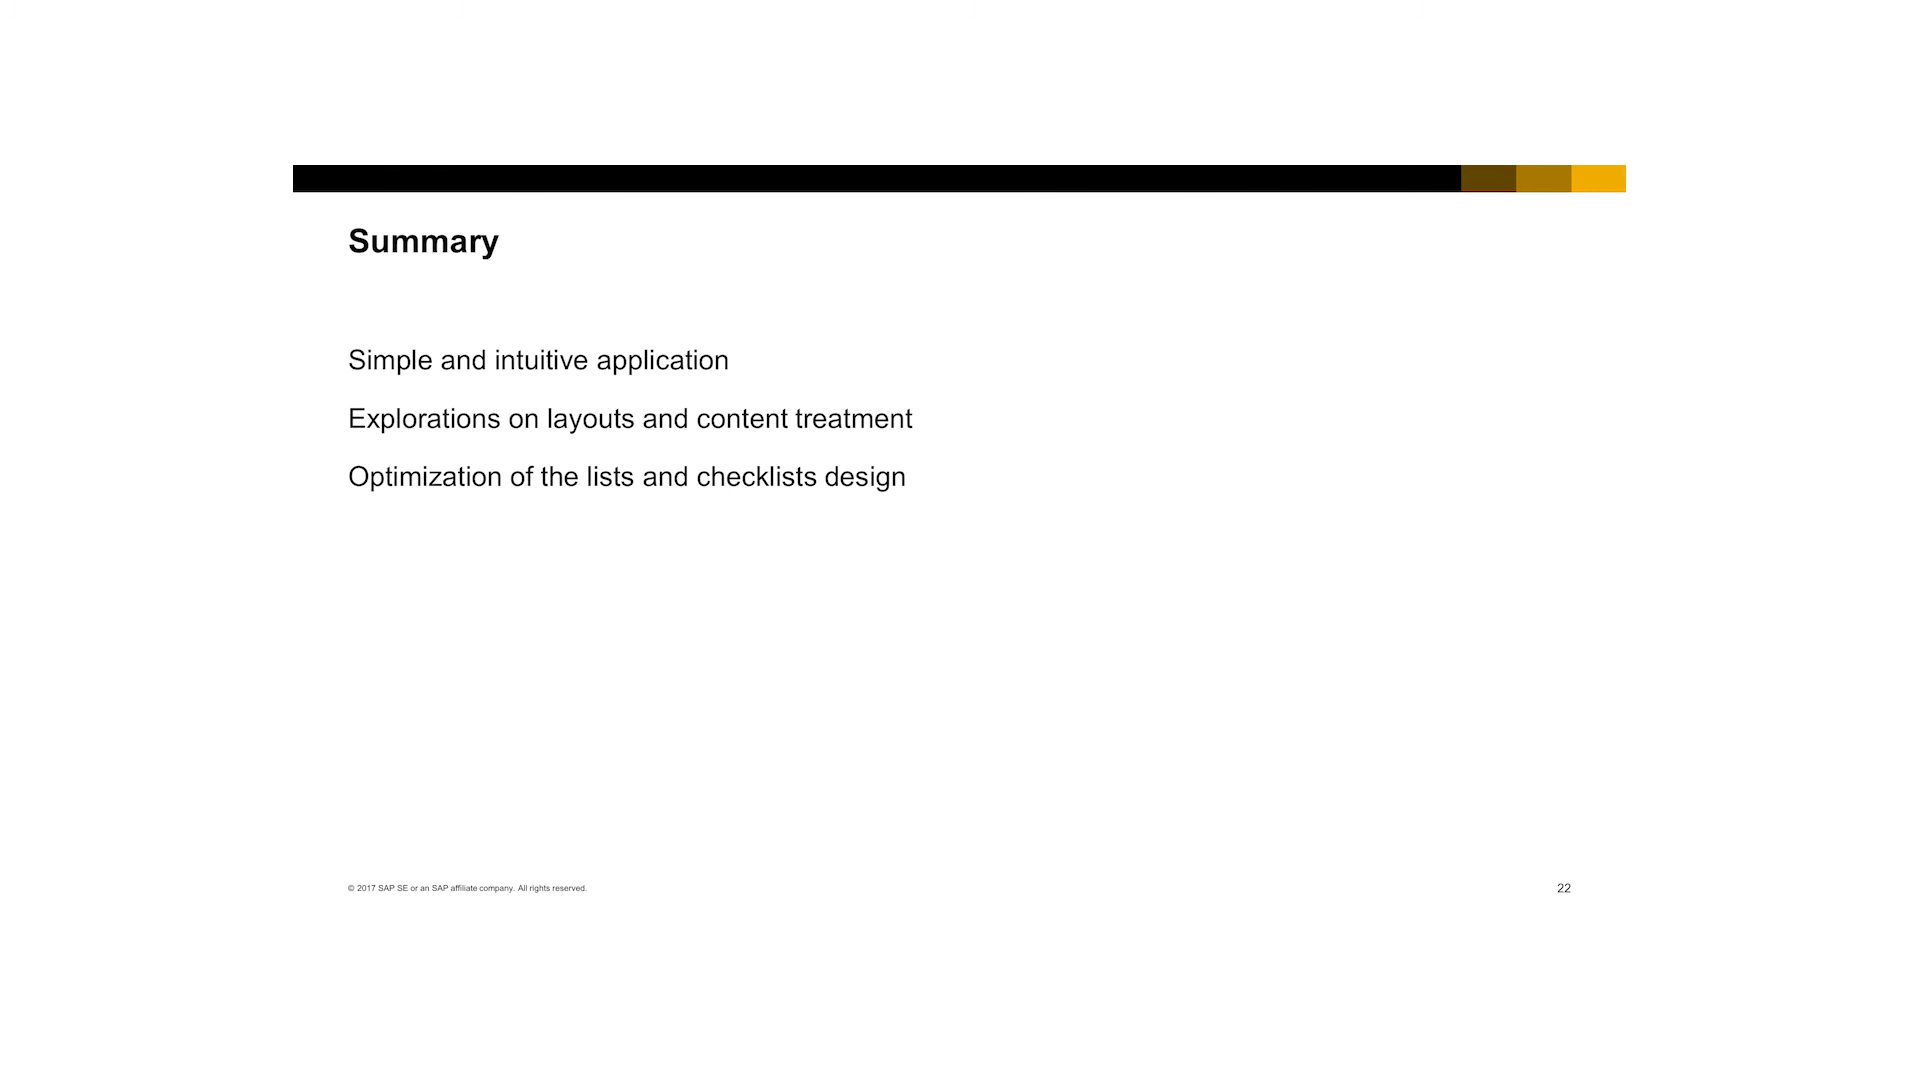 Summary
Simple and intuitive application
Explorations on layouts and content treatment
Optimization of the lists and checklists design
© 2017 SAP SE or an SAP affiliate company. All rights reserved.
22